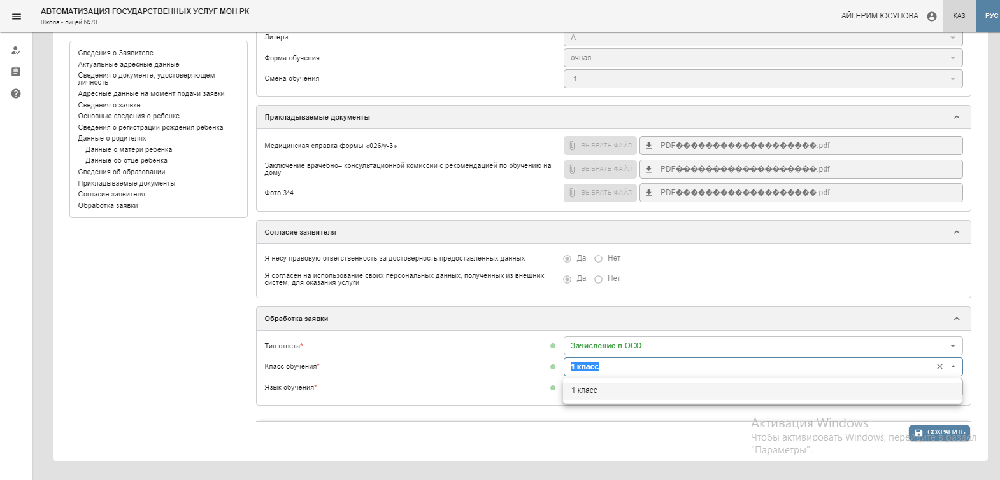 АВТОМАТИЗАЦИЯ ГОСУДАРСТВЕННЫХ УСЛУГ МОН РК
Школа - лицей №70
АЙГЕРИМ ЮСУПОВА
ҚАЗ
РУС
Сведения о Заявителе
Актуальные адресные данные
Сведения о документе, удостоверяющем
личность
Адресные данные на момент подачи заявки
Сведения о заявке
Основные сведения о ребенке
Сведения о регистрации рождения ребенка
Данные о родителях
Данные о матери ребенка
Данные об отце ребенка
Сведения об образовании
Прикладываемые документы
Согласие заявителя
Обработка заявки
Литера
А
Форма обучения
очная
Смена обучения
1
Прикладываемые документы
Медицинская справка формы «026/у-3»
ВЫБРАТЬ ФАЙЛ
PDF�������������������.pdf
Заключение врачебно– консультационной комиссии с рекомендацией по обучению на
дому
ВЫБРАТЬ ФАЙЛ
PDF�������������������.pdf
Фото 3*4
ВЫБРАТЬ ФАЙЛ
PDF�������������������.pdf
Согласие заявителя
Я несу правовую ответственность за достоверность предоставленных данных
Да
Нет
Я согласен на использование своих персональных данных, полученных из внешних
систем, для оказания услуги
Да
Нет
Обработка заявки
Тип ответа*
Зачисление в ОСО
Класс обучения*
1 класс
Язык обучения*
1 класс
СОХРАНИТЬ
Активация Windows
Чтобы активировать Windows, перейдите в раздел
"Параметры".